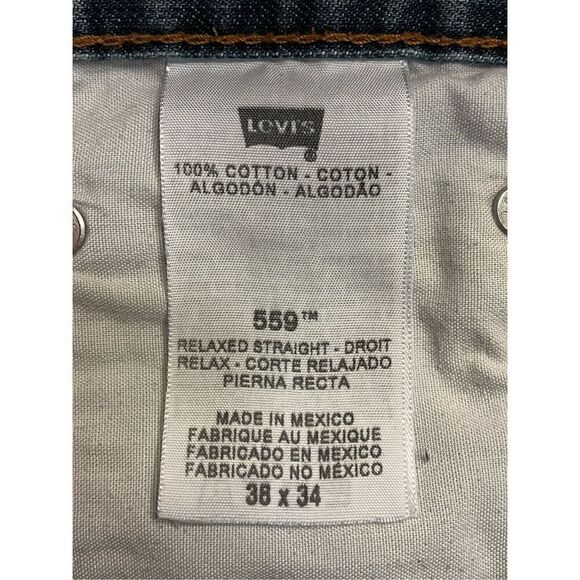 LEVI'S
®
100% COTTON - COTON -
ALGODÓN - ALGODÃO
559™
RELAXED STRAIGHT - DROIT
RELAX - CORTE RELAJADO
PIERNA RECTA
MADE IN MEXICO
FABRIQUE AU MEXIQUE
FABRICADO EN MEXICO
FABRICADO NO MÉXICO
38 x 34